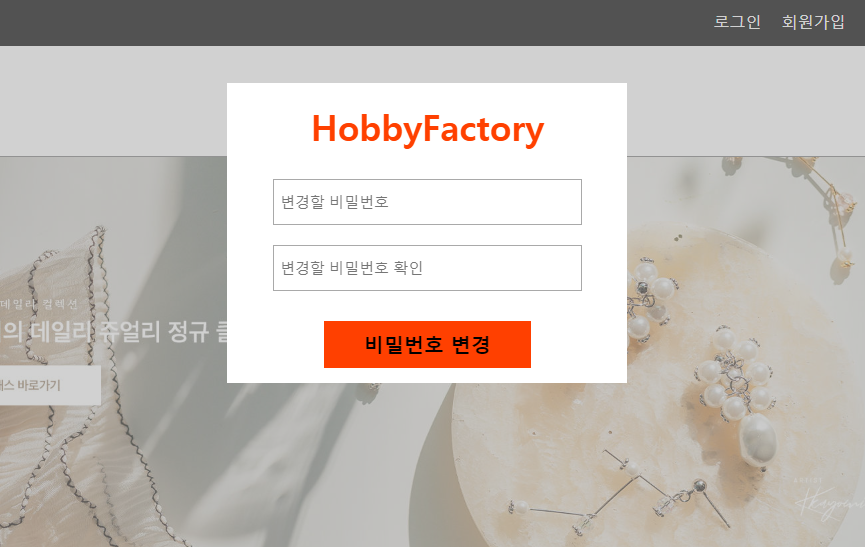 로그인 회원가입
HobbyFactory
변경할 비밀번호
변경할 비밀번호 확인
데일리 컬렉션
의 데일리 주얼리 정규 클
바로가기
비밀번호 변경